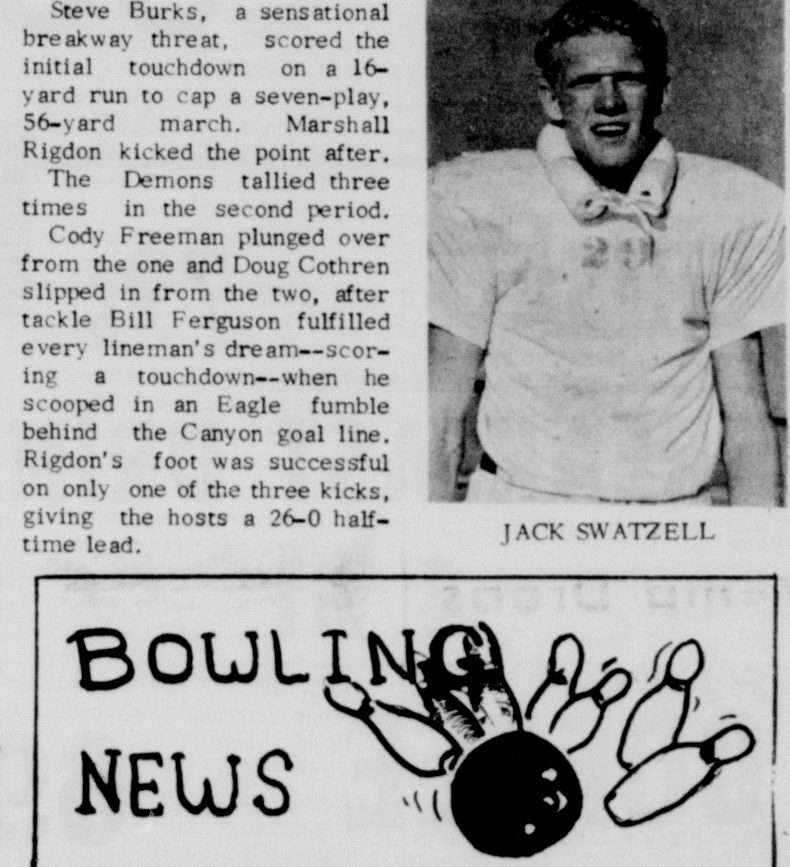 Steve Burks, a sensational
breakway threat, scored the
initial touchdown on a 16-
yard run to cap a seven-play,
56-yard march. Marshall
Rigdon kicked the point after.
The Demons tallied three
times in the second period.
Cody Freeman plunged over
from the one and Doug Cothren
slipped in from the two, after
tackle Bill Ferguson fulfilled
every lineman's dream--scor-
ing a touchdown--when he
scooped in an Eagle fumble
behind the Canyon goal line.
Rigdon's foot was successful
on only one of the three kicks,
giving the hosts a 26-0 half-
time lead.
29
JACK SWATZELL
BOWLING
NEWS